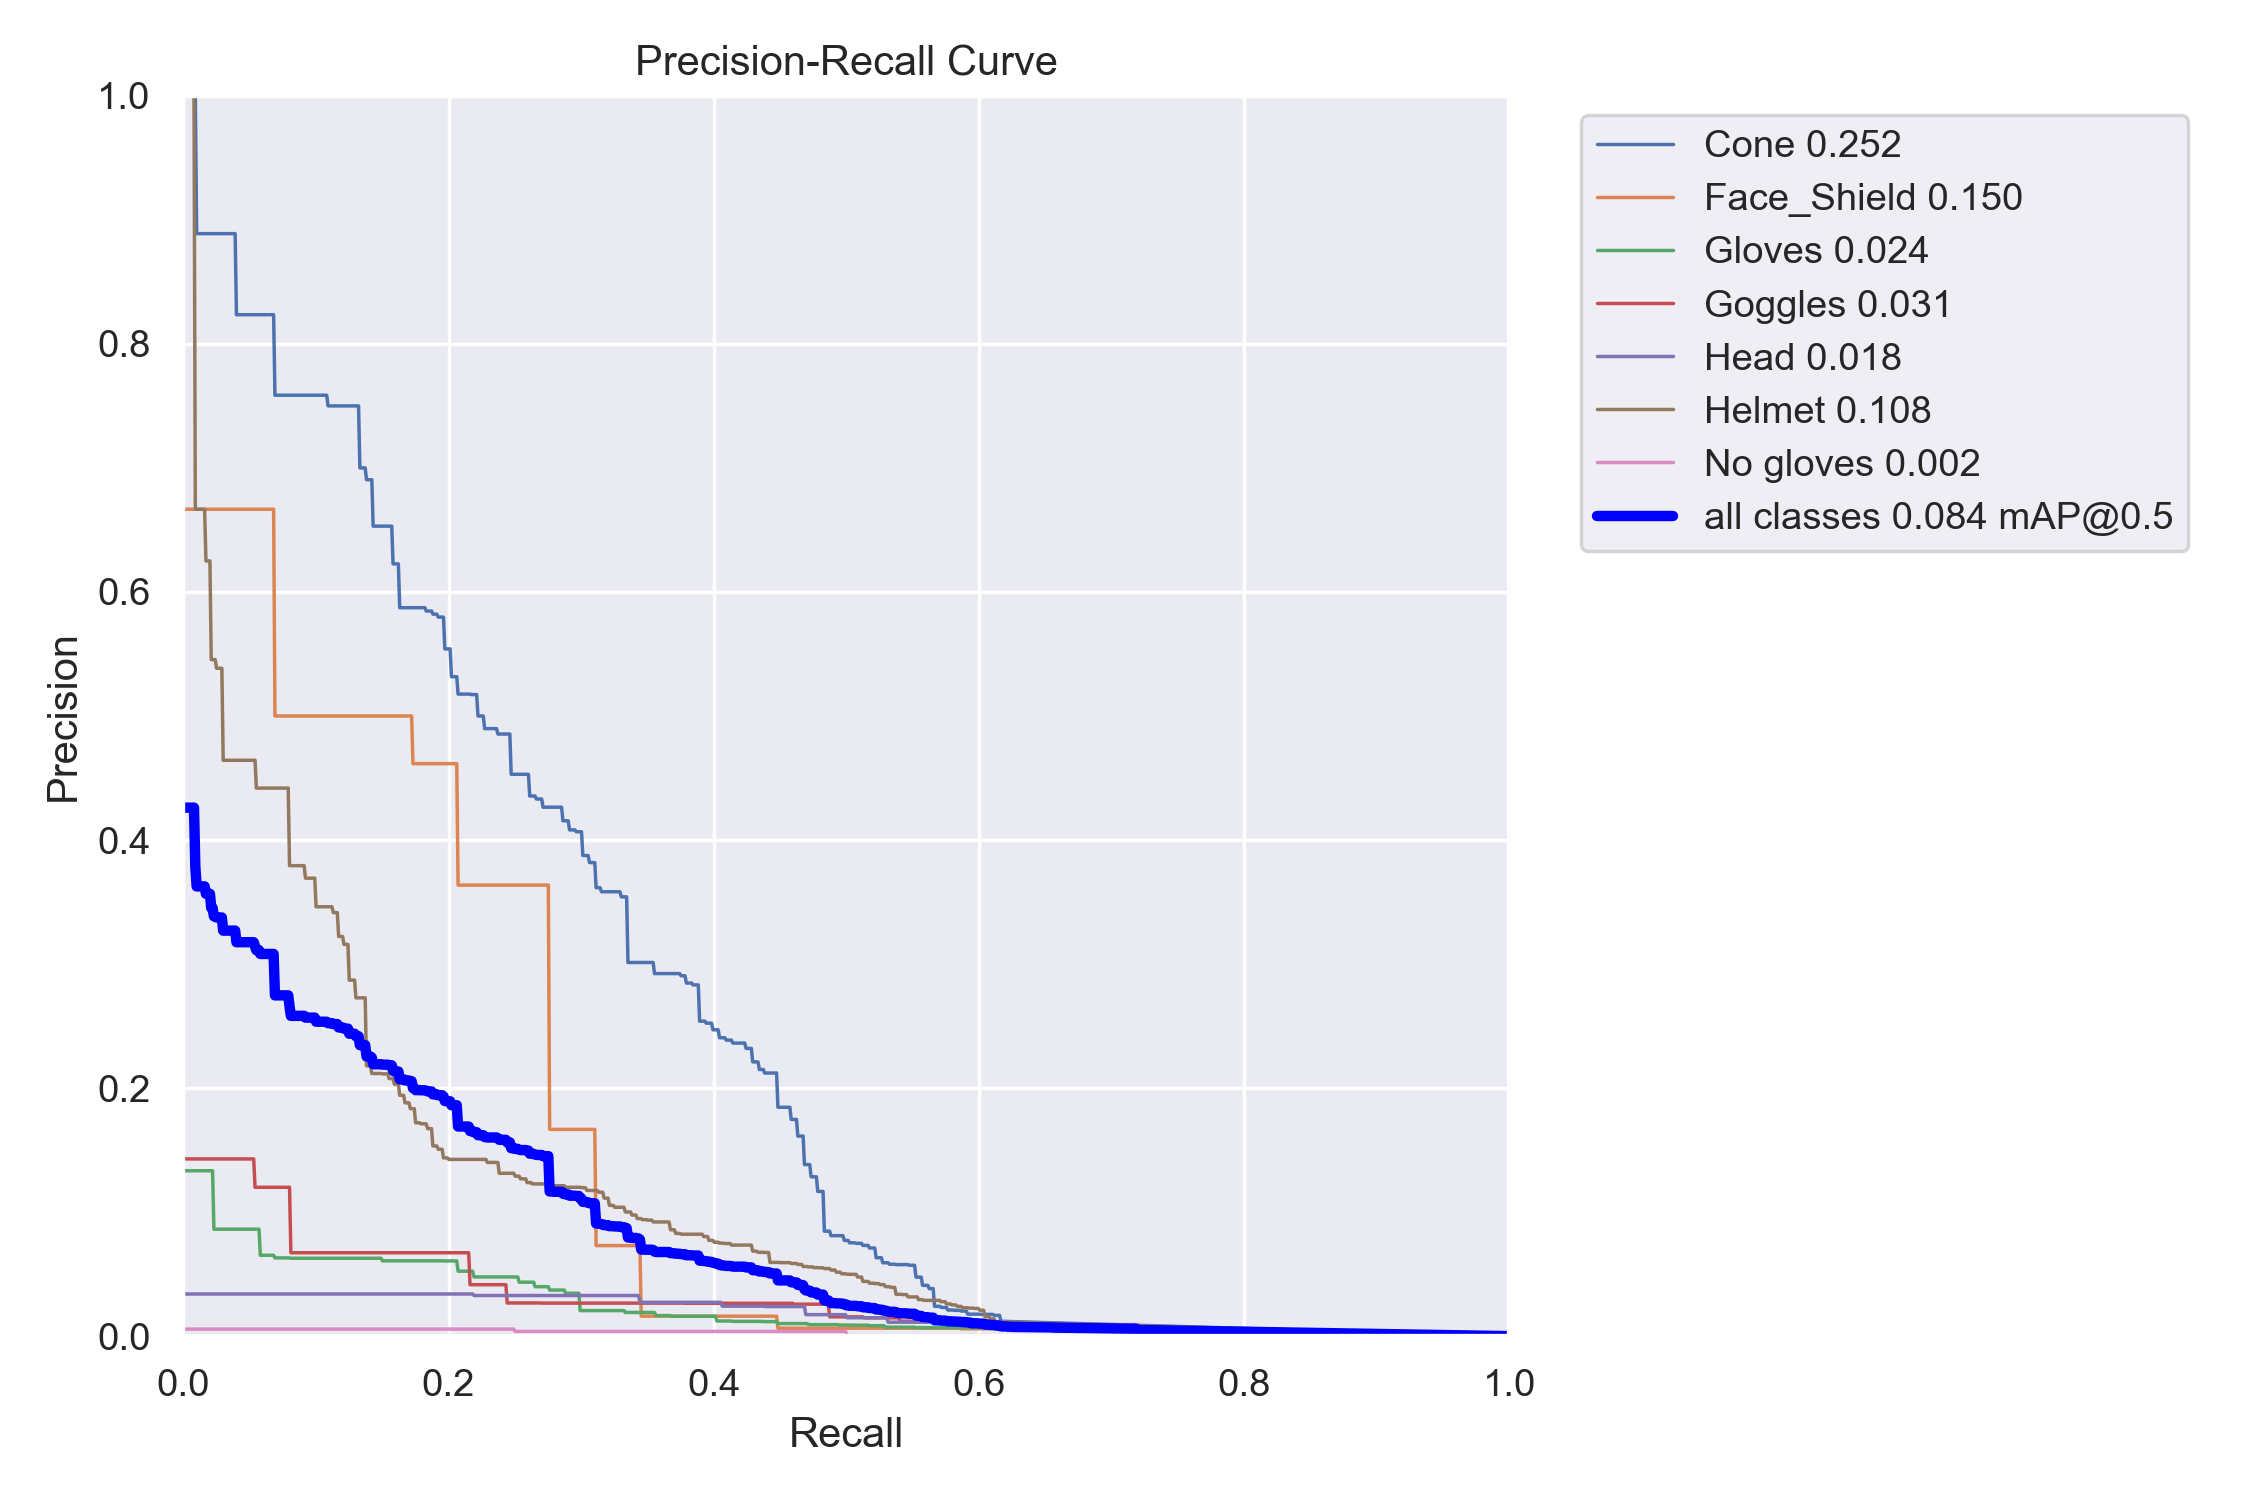 Precision-Recall Curve
1.0
0.8
0.6
0.4
0.2
0.0
Precision
0.0 0.2 0.4 0.6 0.8 1.0
Recall
Cone 0.252
Face_Shield 0.150
Gloves 0.024
Goggles 0.031
Head 0.018
Helmet 0.108
No gloves 0.002
all classes 0.084 mAP@0.5